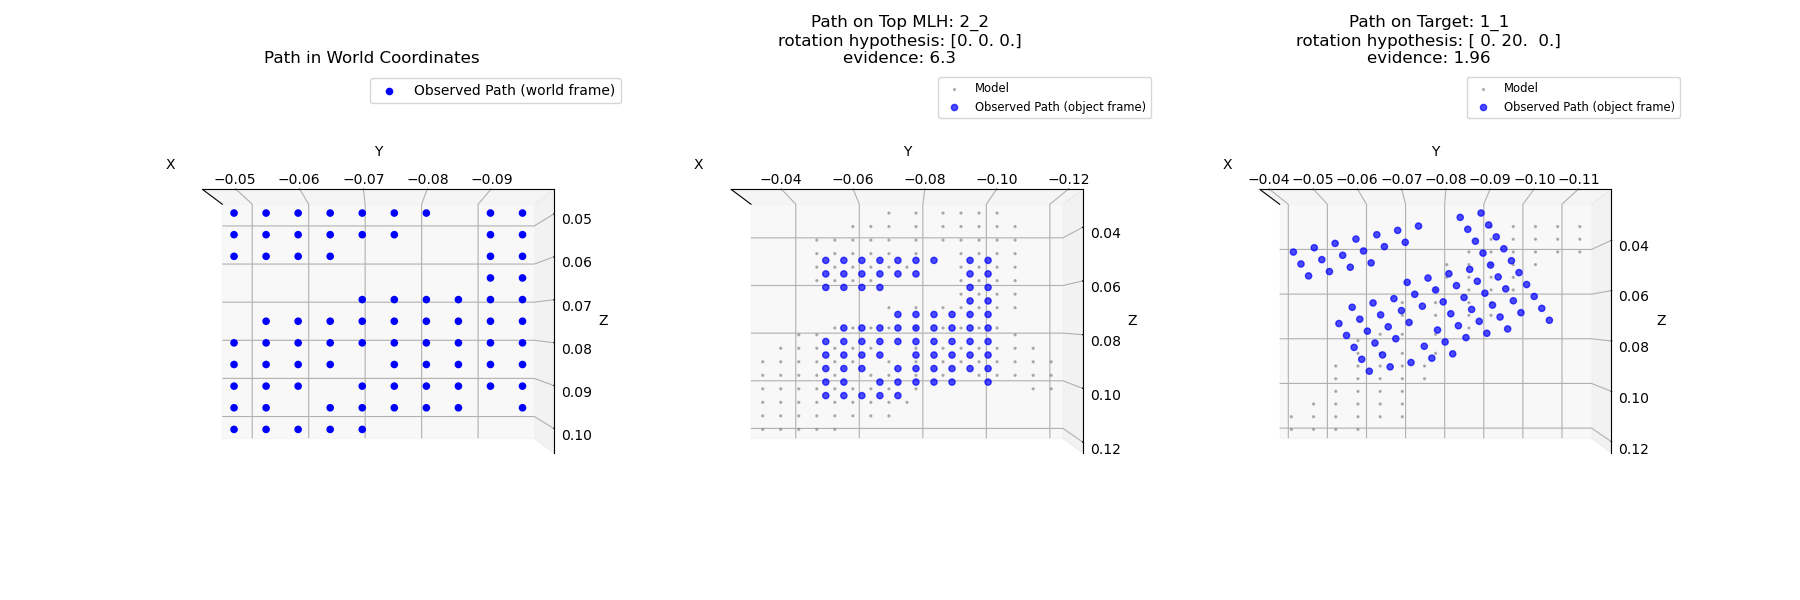 Path in World Coordinates
Observed Path (world frame)
X
Y
−0.05 −0.06 −0.07 −0.08 −0.09
0.05
0.06
0.07
Z
0.08
0.09
0.10
Path on Top MLH: 2_2
rotation hypothesis: [0. 0. 0.]
evidence: 6.3
Model
Observed Path (object frame)
X
Y
−0.04 −0.06 −0.08 −0.10 −0.12
0.04
0.06
Z
0.08
0.10
0.12
Path on Target: 1_1
rotation hypothesis: [ 0. 20.  0.]
evidence: 1.96
Model
Observed Path (object frame)
X
Y
−0.04 −0.05 −0.06 −0.07 −0.08 −0.09 −0.10 −0.11
0.04
0.06
Z
0.08
0.10
0.12